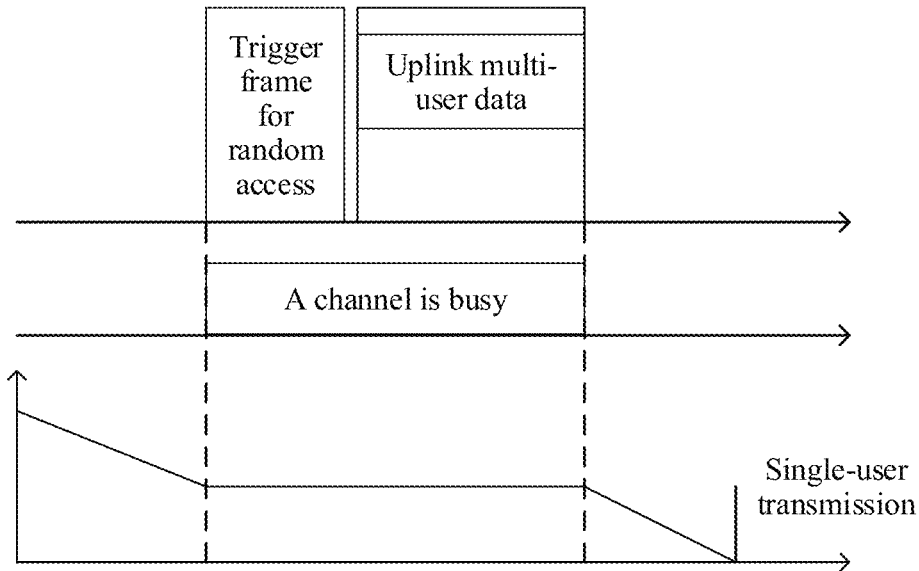 Trigger
frame
for
random
access
Uplink multi-
user data
A channel is busy
Single-user
transmission